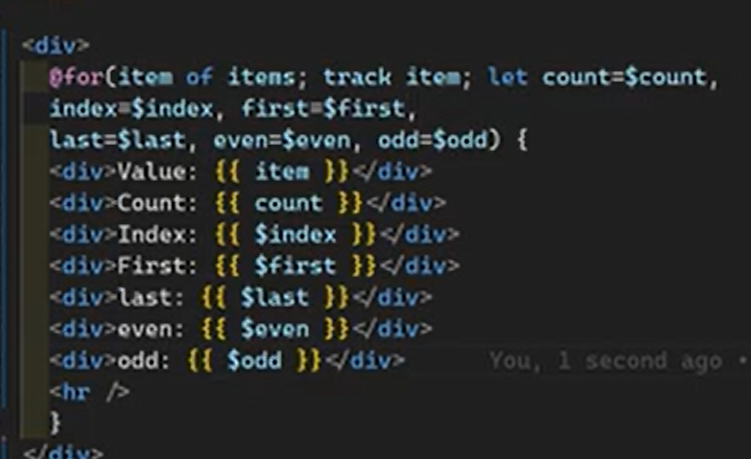 <div>
@for(item of items; track item; let count=$count,
index=$index, first=$first,
last=$last, even=$even, odd=$odd) {
<div>Value: {{ item }}</div>
<div>Count: {{ count }}</div>
<div>Index: {{ $index }}</div>
<div>First: {{ $first }}</div>
<div>last: {{ $last }}</div>
<div>even: {{ $even }}</div>
<div>odd: {{ $odd }}</div> You, 1 second ago •
<hr />
}
</div>